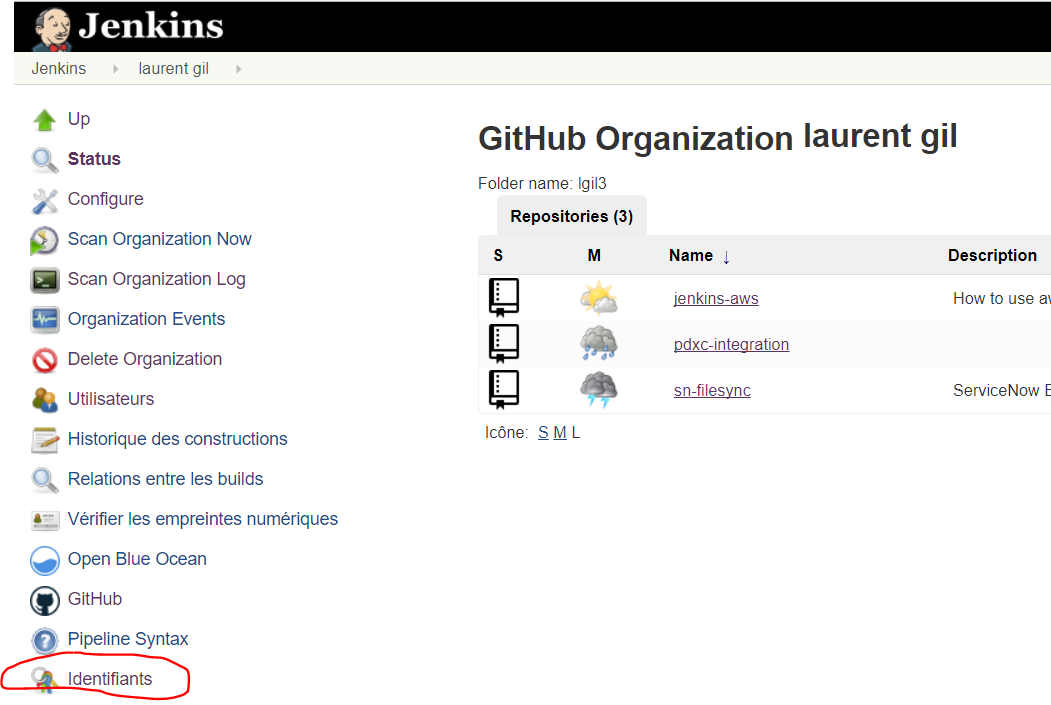 Jenkins
Jenkins laurent gil
Up
Status
Configure
Scan Organization Now
Scan Organization Log
Organization Events
Delete Organization
Utilisateurs
Historique des constructions
Relations entre les builds
Vérifier les empreintes numériques
Open Blue Ocean
GitHub
Pipeline Syntax
Identifiants
GitHub Organization laurent gil
Folder name: lgil3
Repositories (3)
S M Name ↓ Description
jenkins-aws How to use
pdxc-integration
sn-filesync ServiceNow
Icône: S M L